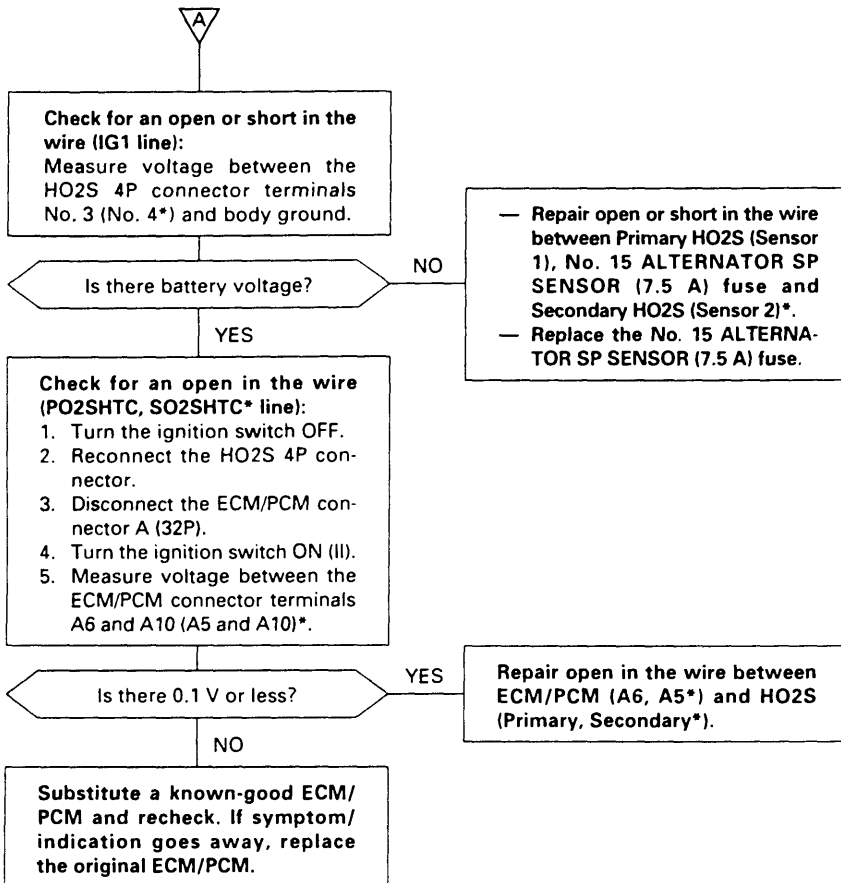 A
Check for an open or short in the
wire (IG1 line):
Measure voltage between the
HO2S 4P connector terminals
No. 3 (No. 4*) and body ground.
Is there battery voltage?
NO
— Repair open or short in the wire
between Primary HO2S (Sensor
1), No. 15 ALTERNATOR SP
SENSOR (7.5 A) fuse and
Secondary HO2S (Sensor 2)*.
— Replace the No. 15 ALTERNA-
TOR SP SENSOR (7.5 A) fuse.
YES
Check for an open in the wire
(PO2SHTC, SO2SHTC* line):
1. Turn the ignition switch OFF.
2. Reconnect the HO2S 4P con-
nector.
3. Disconnect the ECM/PCM con-
nector A (32P).
4. Turn the ignition switch ON (II).
5. Measure voltage between the
ECM/PCM connector terminals
A6 and A10 (A5 and A10)*.
Is there 0.1 V or less?
YES
Repair open in the wire between
ECM/PCM (A6, A5*) and HO2S
(Primary, Secondary*).
NO
Substitute a known-good ECM/
PCM and recheck. If symptom/
indication goes away, replace
the original ECM/PCM.